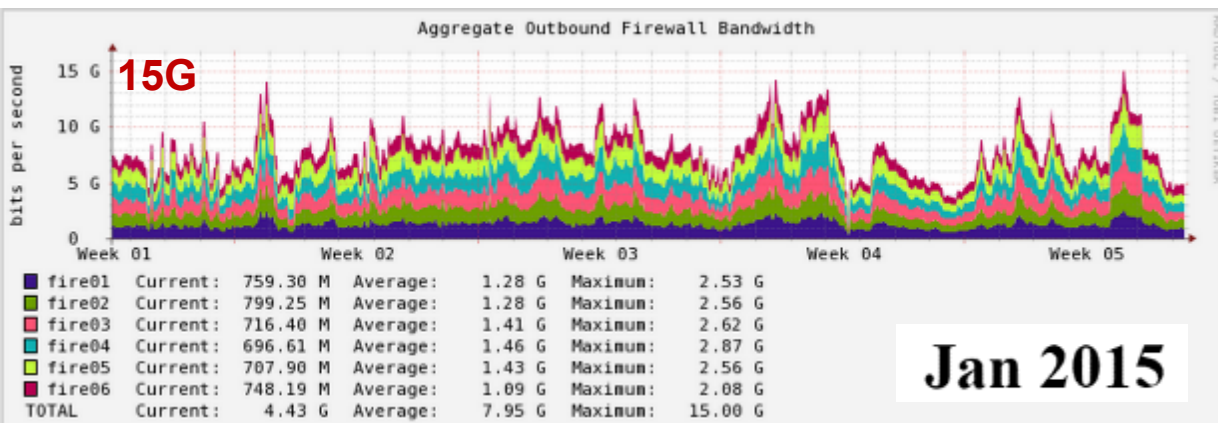 Aggregate Outbound Firewall Bandwidth
bits per second
15 G
15G
10 G
5 G
0
Week 01 Week 02 Week 03 Week 04 Week 05
fire01 Current: 759.30 M Average: 1.28 G Maximum: 2.53 G
fire02 Current: 799.25 M Average: 1.28 G Maximum: 2.56 G
fire03 Current: 716.40 M Average: 1.41 G Maximum: 2.62 G
fire04 Current: 696.61 M Average: 1.46 G Maximum: 2.87 G
fire05 Current: 707.90 M Average: 1.43 G Maximum: 2.56 G
fire06 Current: 748.19 M Average: 1.09 G Maximum: 2.08 G
TOTAL Current: 4.43 G Average: 7.95 G Maximum: 15.00 G
Jan 2015